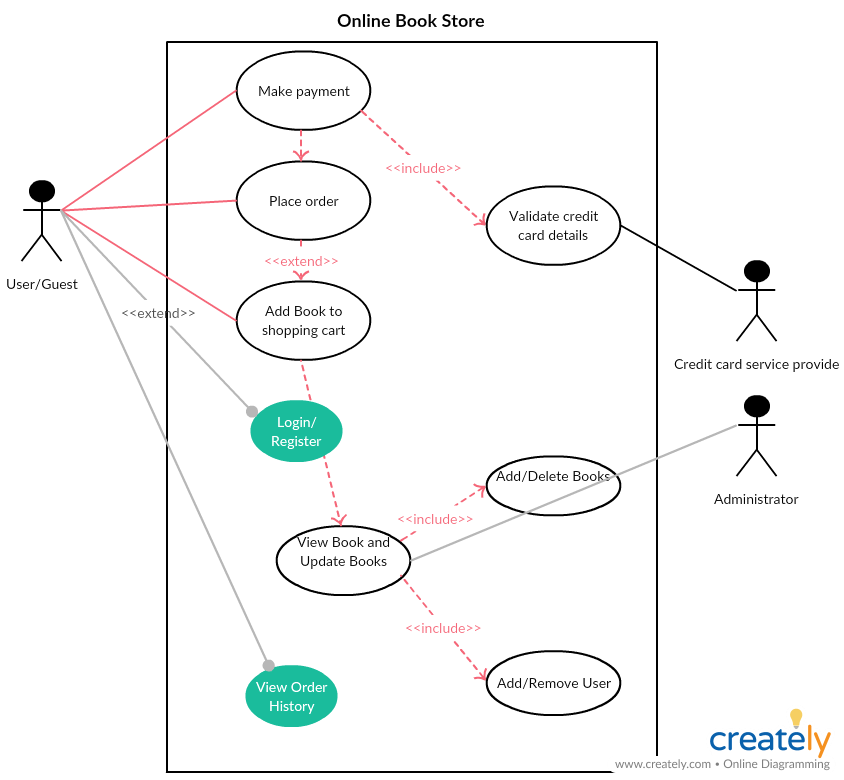 Online Book Store
Make payment
<<include>>
Place order
Validate credit
card details
<<extend>>
User/Guest
Add Book to
shopping cart
<<extend>>
Credit card service provide
Login/
Register
Add/Delete Books
Administrator
<<include>>
View Book and
Update Books
<<include>>
View Order
History
Add/Remove User
creately
www.creately.com • Online Diagramming